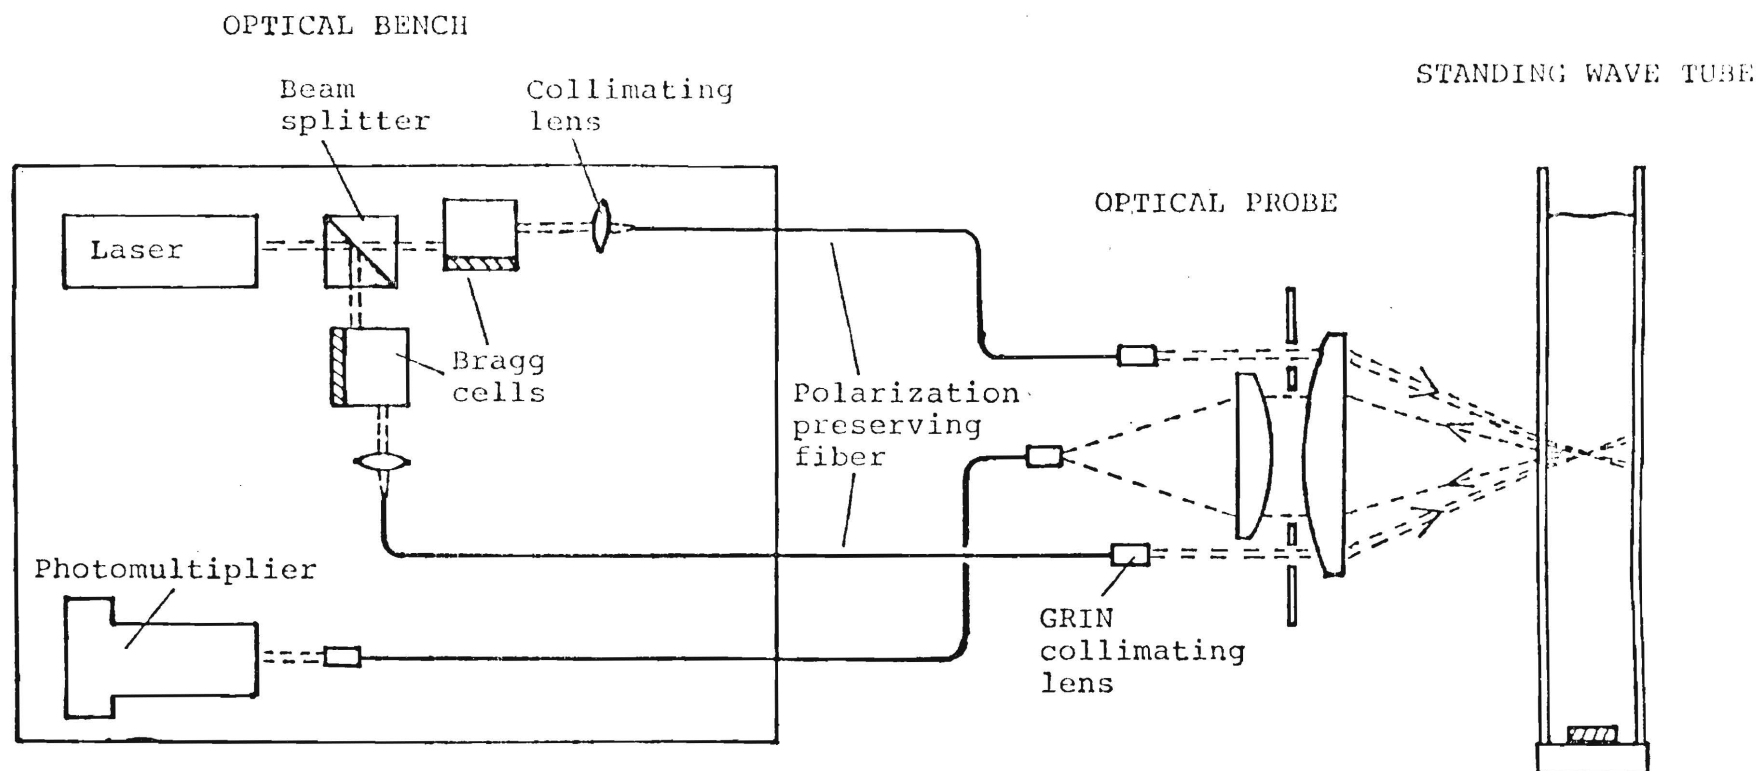 OPTICAL BENCH
STANDING WAVE TUBE
Beam
splitter
Collimating
lens
OPTICAL PROBE
Laser
Bragg
cells
Polarization
preserving
fiber
Photomultiplier
GRIN
collimating
lens